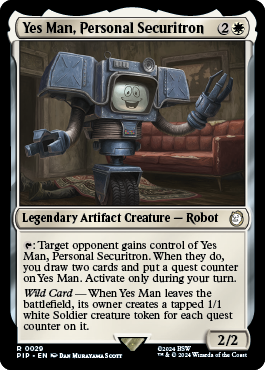 Yes Man, Personal Securitron 2
Legendary Artifact Creature — Robot
: Target opponent gains control of Yes
Man, Personal Securitron. When they do,
you draw two cards and put a quest counter
on Yes Man. Activate only during your turn.
Wild Card — When Yes Man leaves the
battlefield, its owner creates a tapped 1/1
white Soldier creature token for each quest
counter on it.
2/2
R 0029
PIP • EN Dan Murayama Scott
©2024 BSW
™ & © 2024 Wizards of the Coast